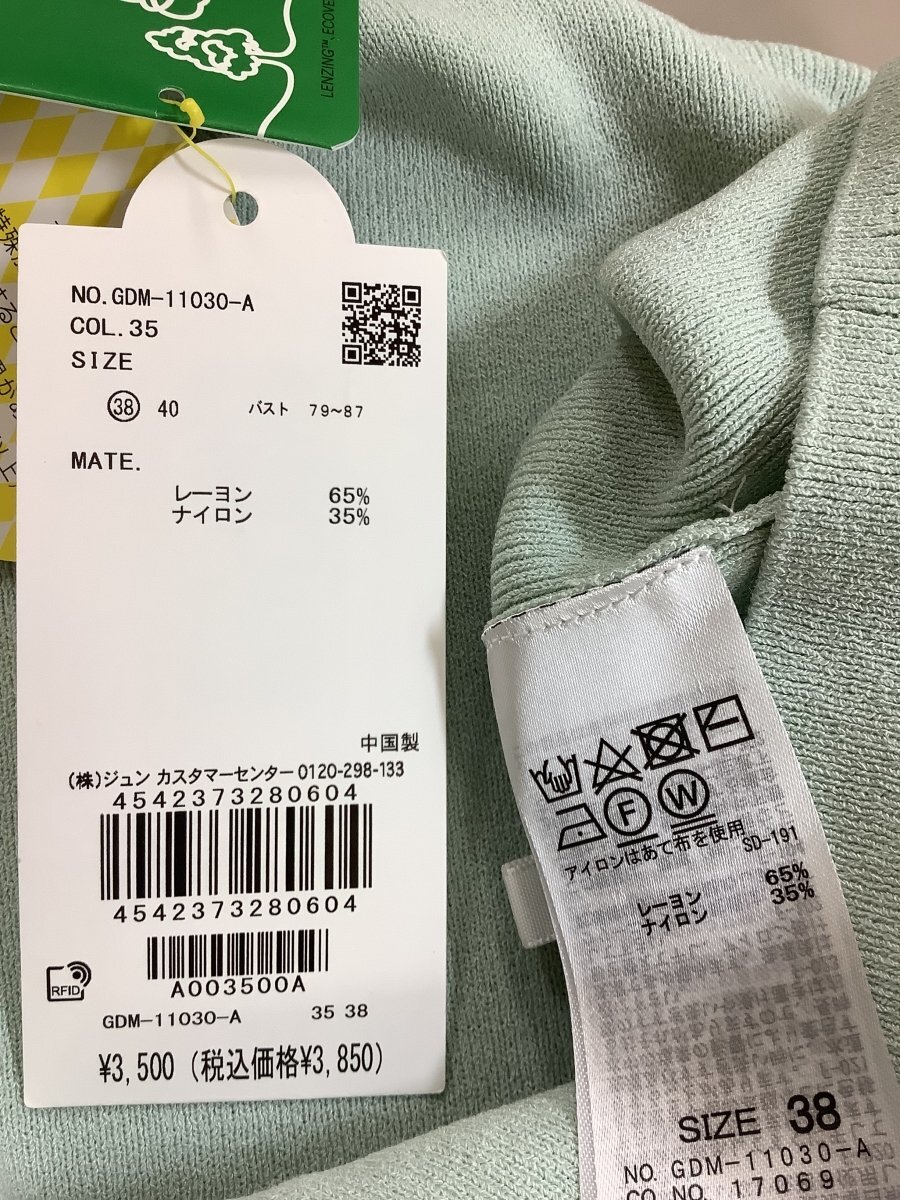 LENZING™ ECOVE
NO.GDM-11030-A
COL.35
SIZE
38 40 バスト 79~87
MATE.
レーヨン 65%
ナイロン 35%
中国製
(株)ジュン カスタマーセンター 0120-298-133
4542373280604
4542373280604
RFID
A003500A
GDM-11030-A 35 38
¥3,500 (税込価格¥3,850)
F W
アイロンはあて布を使用
SD-191
レーヨン 65%
ナイロン 35%
SIZE 38
NO. GDM-11030-A
CO NO. 17069